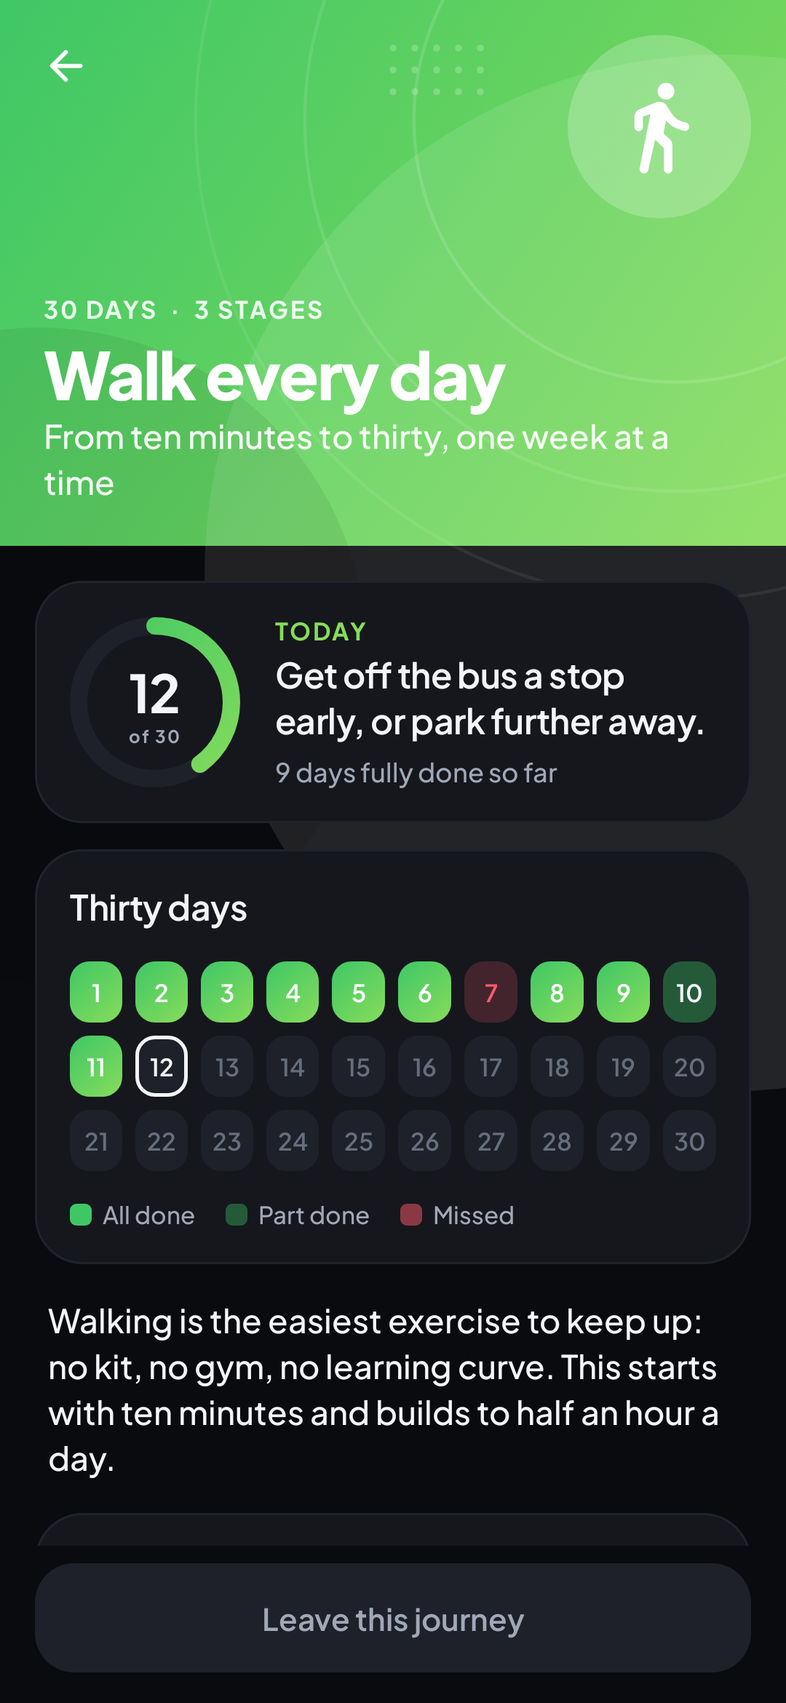 30 DAYS · 3 STAGES
Walk every day
From ten minutes to thirty, one week at a
time
12
of 30
TODAY
Get off the bus a stop
early, or park further away.
9 days fully done so far
Thirty days
1 2 3 4 5 6 7 8 9 10
11 12 13 14 15 16 17 18 19 20
21 22 23 24 25 26 27 28 29 30
All done Part done Missed
Walking is the easiest exercise to keep up:
no kit, no gym, no learning curve. This starts
with ten minutes and builds to half an hour a
day.
Leave this journey